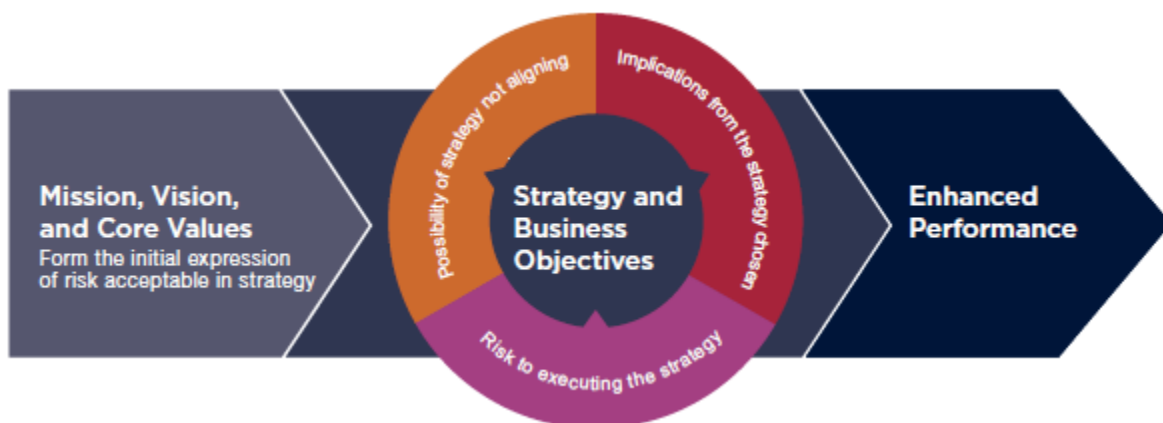 Mission, Vision,
and Core Values
Form the initial expression
of risk acceptable in strategy
Possibility of strategy not aligning
Implications from the strategy chosen
Strategy and
Business
Objectives
Risk to executing the strategy
Enhanced
Performance